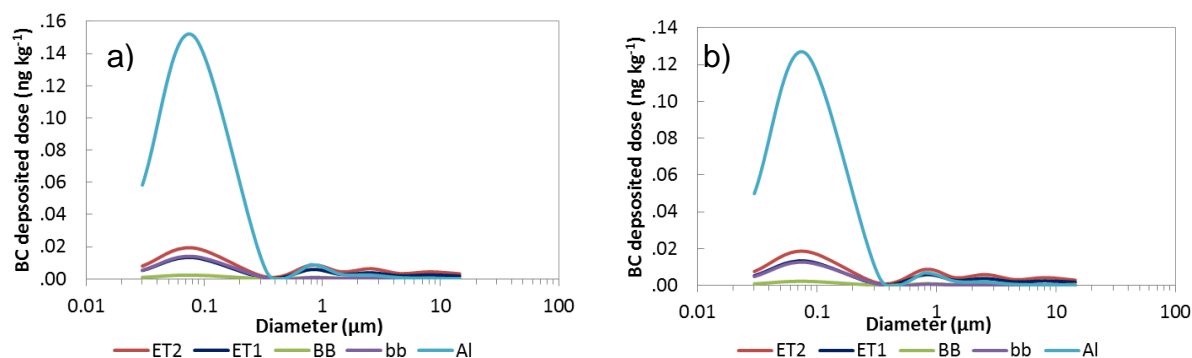 a)
BC depsosited dose (ng kg-1)
.16
.14
.12
.10
.08
.06
.04
.02
.00
0.01 0.1 1 10 100
Diameter (µm)
ET2 ET1 BB bb Al
b)
BC depsosited dose (ng kg-1)
.14
.12
.10
.08
.06
.04
.02
.00
0.01 0.1 1 10 100
Diameter (µm)
ET2 ET1 BB bb Al